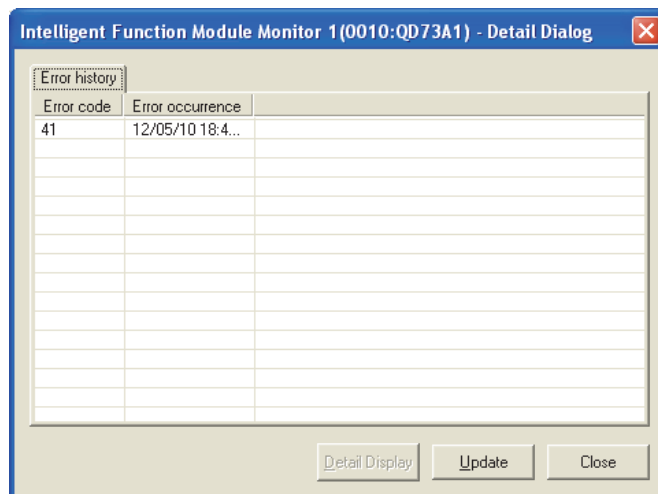 Intelligent Function Module Monitor 1(0010:QD73A1) - Detail Dialog
Error history
Error code Error occurrence
41 12/05/10 18:4...
Detail Display Update Close